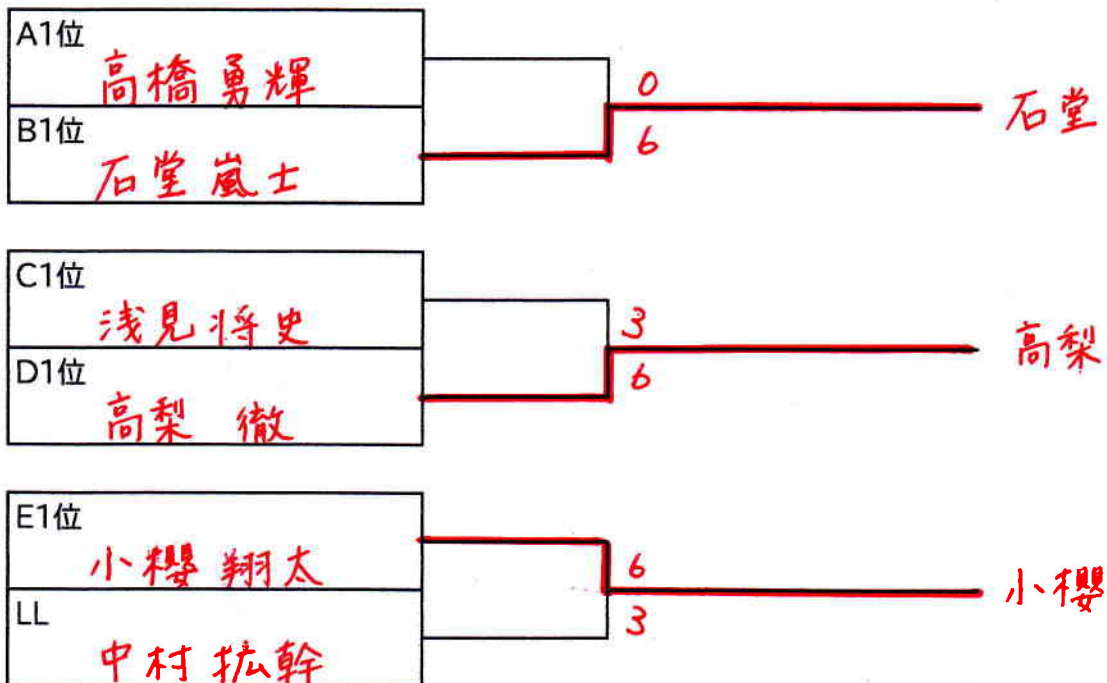 A1位
高橋勇輝
0
石堂
B1位
6
石堂嵐士
C1位
浅見将史
3
高梨
D1位
6
高梨 徹
E1位
小櫻翔太
6
小櫻
LL
3
中村拡幹